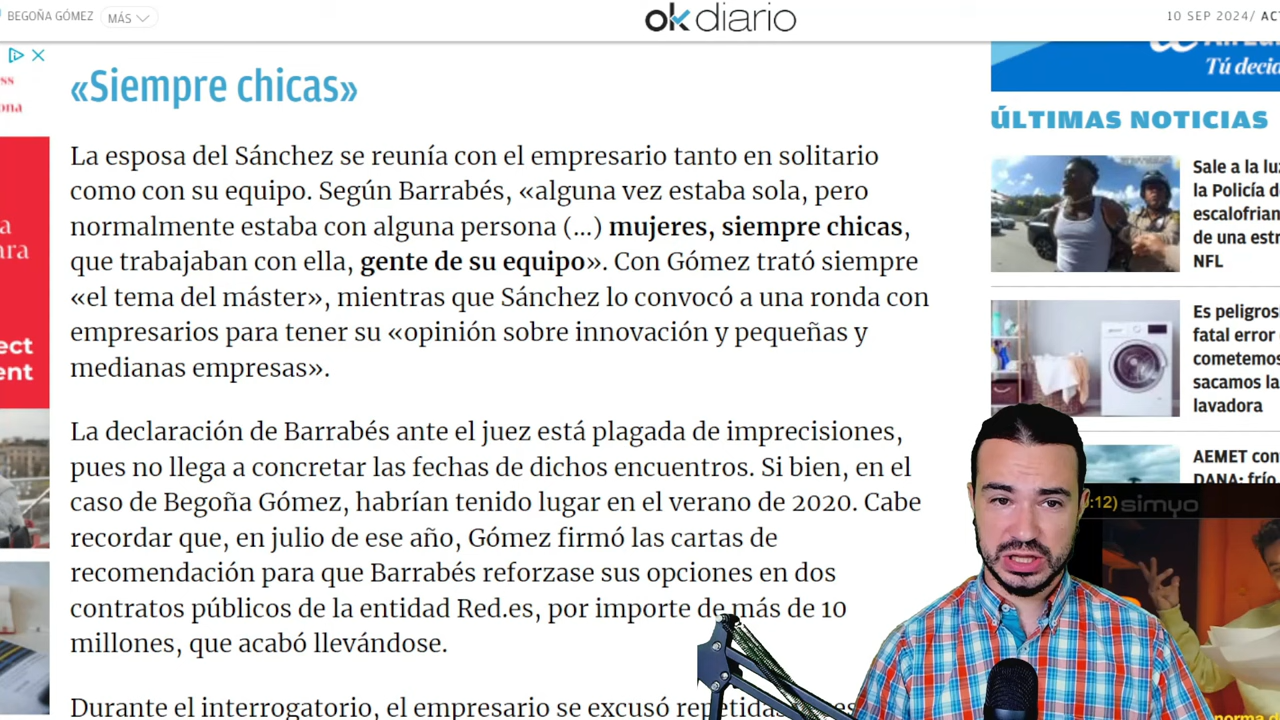 BEGOÑA GÓMEZ MÁS
okdiario
10 SEP 2024/
«Siempre chicas»
La esposa del Sánchez se reunía con el empresario tanto en solitario
como con su equipo. Según Barrabés, «alguna vez estaba sola, pero
normalmente estaba con alguna persona (...) mujeres, siempre chicas,
que trabajaban con ella, gente de su equipo». Con Gómez trató siempre
«el tema del máster», mientras que Sánchez lo convocó a una ronda con
empresarios para tener su «opinión sobre innovación y pequeñas y
medianas empresas».
La declaración de Barrabés ante el juez está plagada de imprecisiones,
pues no llega a concretar las fechas de dichos encuentros. Si bien, en el
caso de Begoña Gómez, habrían tenido lugar en el verano de 2020. Cabe
recordar que, en julio de ese año, Gómez firmó las cartas de
recomendación para que Barrabés reforzase sus opciones en dos
contratos públicos de la entidad Red.es, por importe de más de 10
millones, que acabó llevándose.
Durante el interrogatorio, el empresario se excusó
Tú
ÚLTIMAS NOTICIAS
Sale a la
la Policía
de una
NFL
Es
fatal error
cometemos
sacamos la
lavadora
AEMET
DANA: frío
:12) simyo